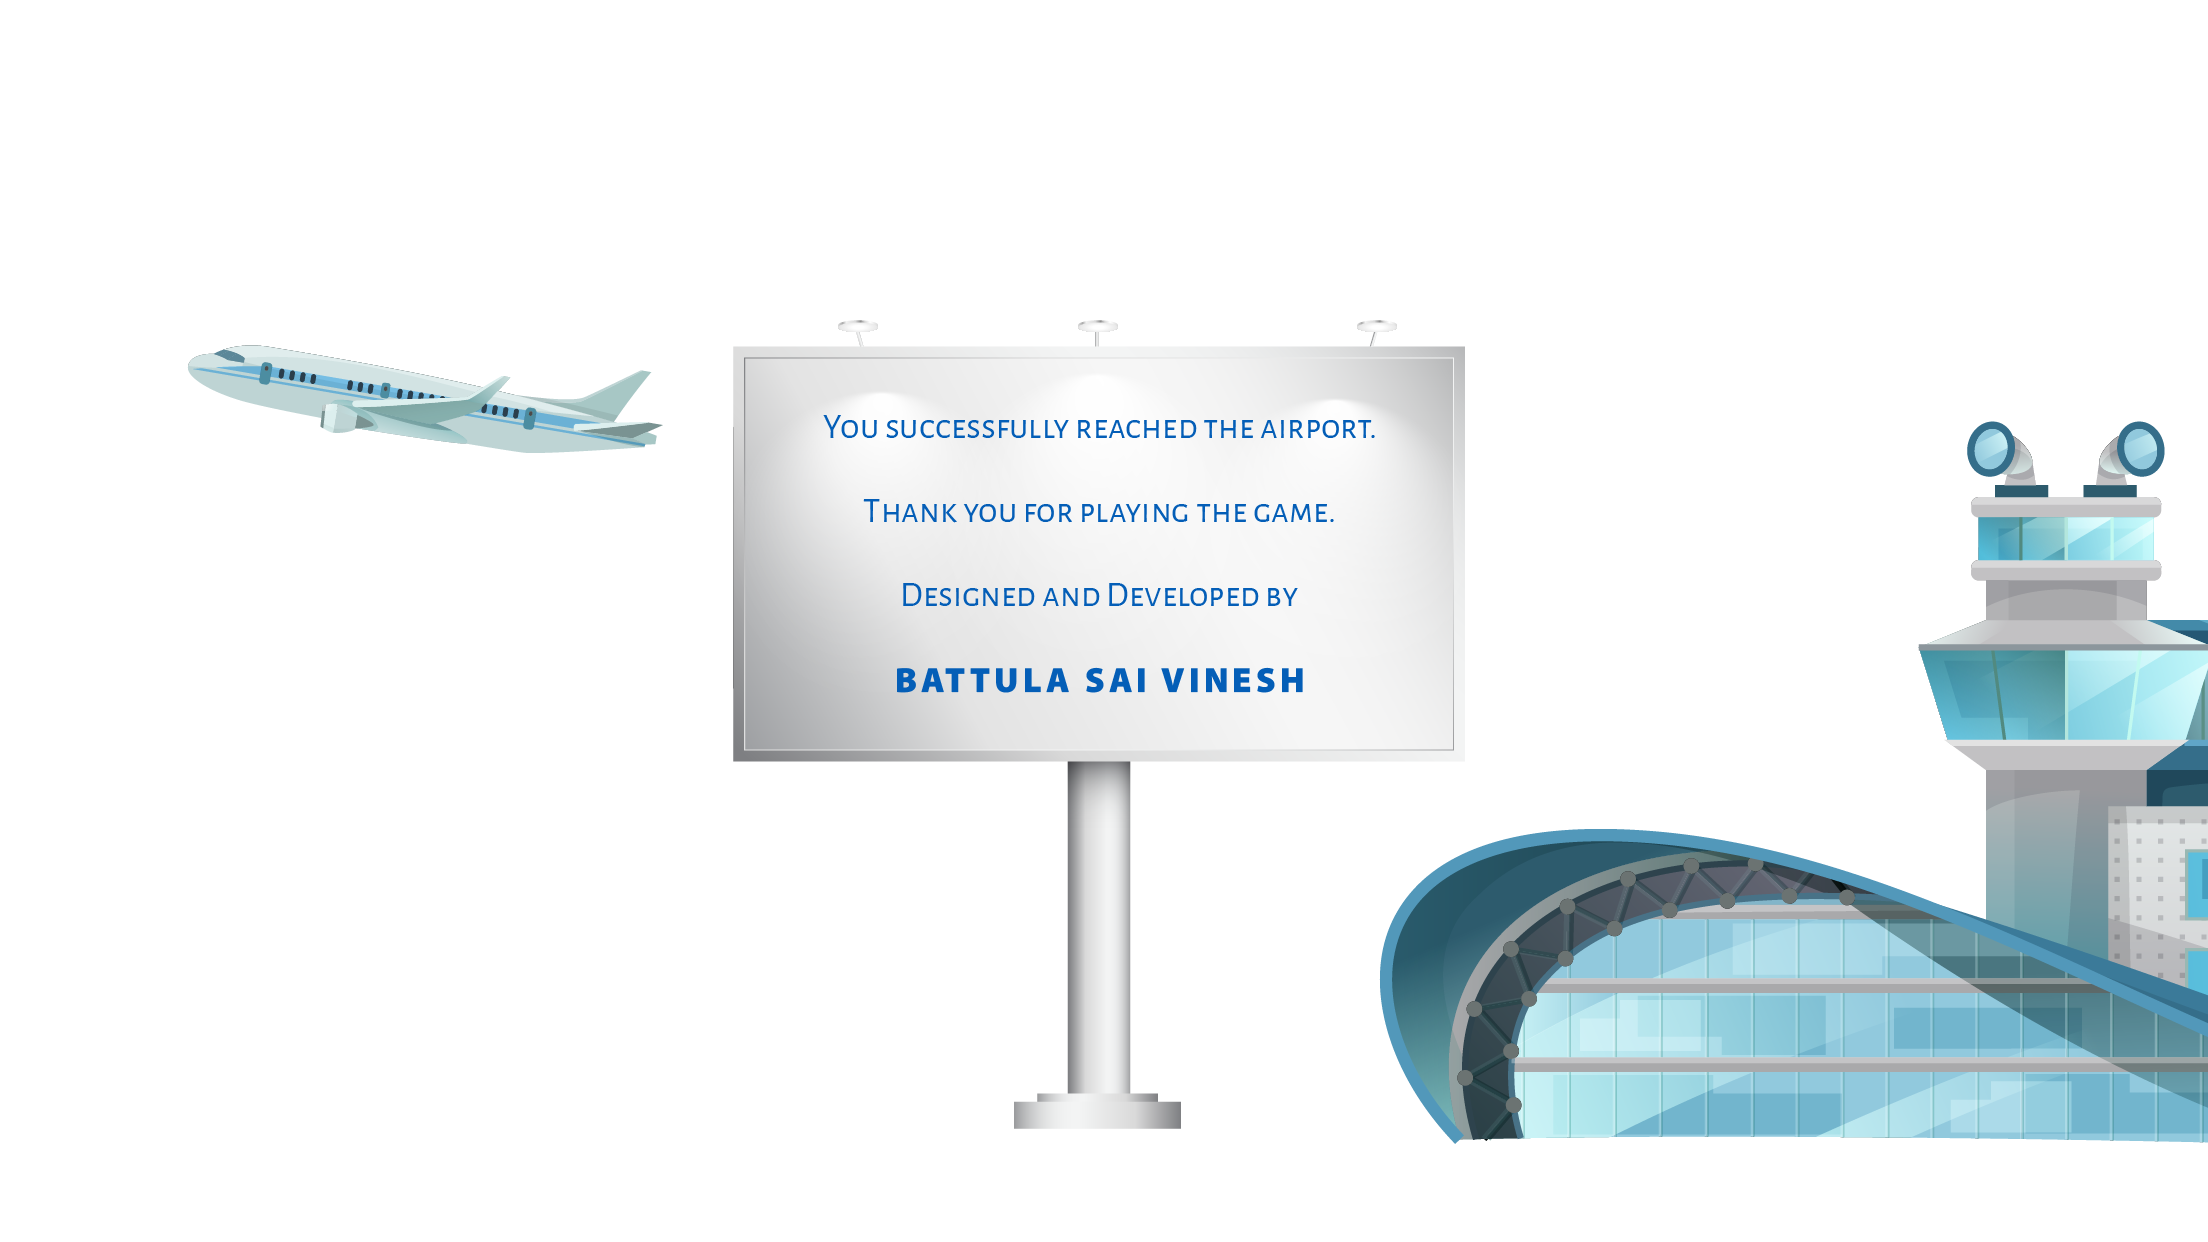 You successfully reached the airport.
Thank you for playing the game.
Designed and Developed by
BATTULA SAI VINESH